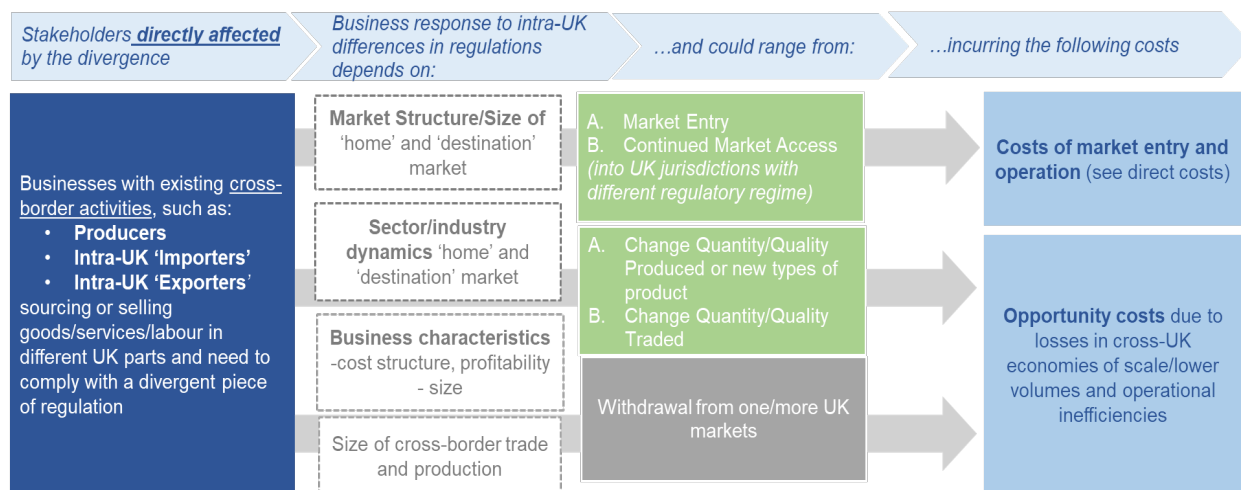 Stakeholders directly affected
by the divergence
Business response to intra-UK
differences in regulations
depends on:
…and could range from:
…incurring the following costs
Businesses with existing cross-
border activities, such as:
• Producers
• Intra-UK ‘Importers’
• Intra-UK ‘Exporters’
sourcing or selling
goods/services/labour in
different UK parts and need to
comply with a divergent piece
of regulation
Market Structure/Size of
‘home’ and ‘destination’
market
Sector/industry
dynamics ‘home’ and
‘destination’ market
Business characteristics
-cost structure, profitability
- size
Size of cross-border trade
and production
A. Market Entry
B. Continued Market Access
(into UK jurisdictions with
different regulatory regime)
A. Change Quantity/Quality
Produced or new types of
product
B. Change Quantity/Quality
Traded
Withdrawal from one/more UK
markets
Costs of market entry and
operation (see direct costs)
Opportunity costs due to
losses in cross-UK
economies of scale/lower
volumes and operational
inefficiencies